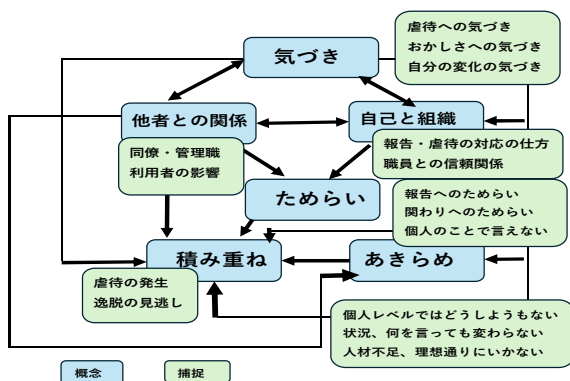 気づき
虐待への気づき
おかしさへの気づき
自分の変化の気づき
他者との関係
同僚・管理職
利用者の影響
自己と組織
報告・虐待の対応の仕方
職員との信頼関係
ためらい
報告へのためらい
関わりへのためらい
個人のことで言えない
積み重ね
虐待の発生
逸脱の見逃し
あきらめ
個人レベルではどうしようもない
状況、何を言っても変わらない
人材不足、理想通りにいかない
概念
捕捉